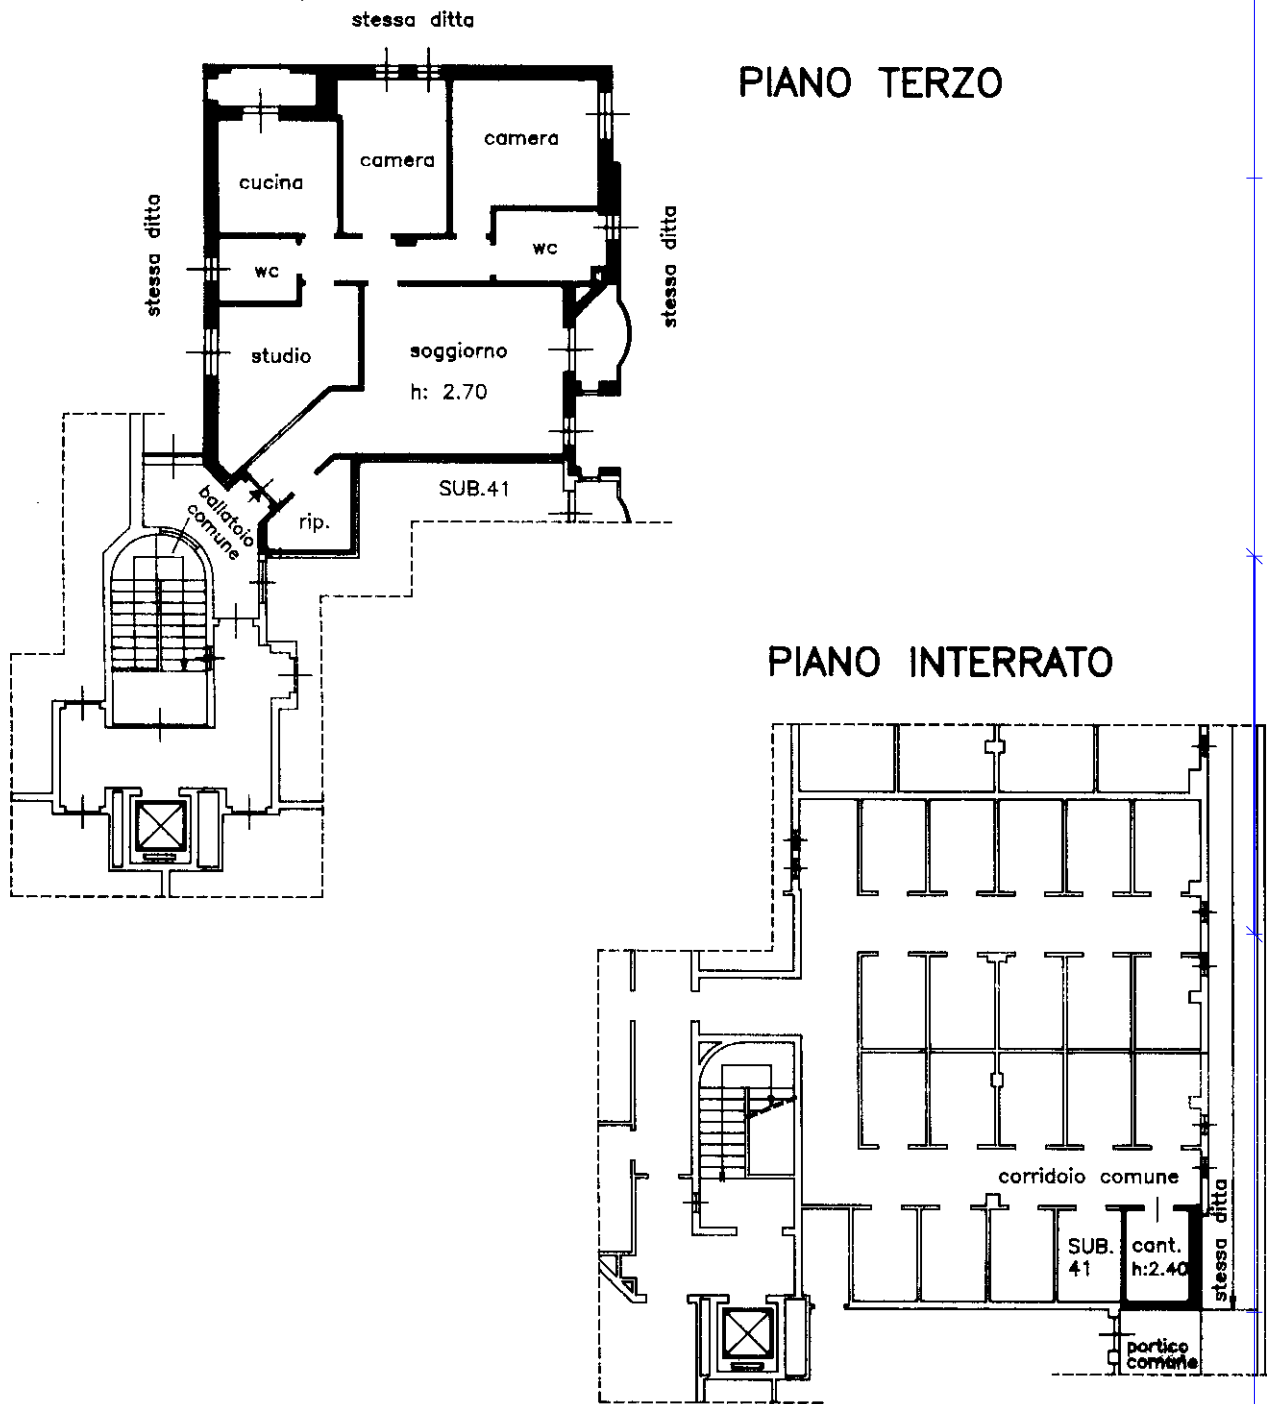 stessa ditta
PIANO TERZO
camera
camera
cucina
stessa ditta
stessa ditta
wc
wc
studio
soggiorno
h: 2.70
SUB.41
ballatoio
comune
rip.
PIANO INTERRATO
corridoio comune
stessa ditta
SUB.
41
cant.
h:2.40
portico
comune